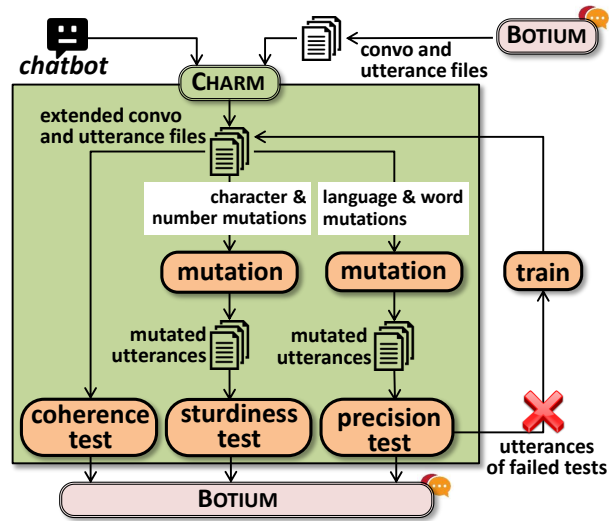 chatbot
convo and
utterance files
BOTIUM
CHARM
extended convo
and utterance files
character &
number mutations
language & word
mutations
mutation
mutation
train
mutated
utterances
mutated
utterances
coherence
test
sturdiness
test
precision
test
utterances
of failed tests
BOTIUM